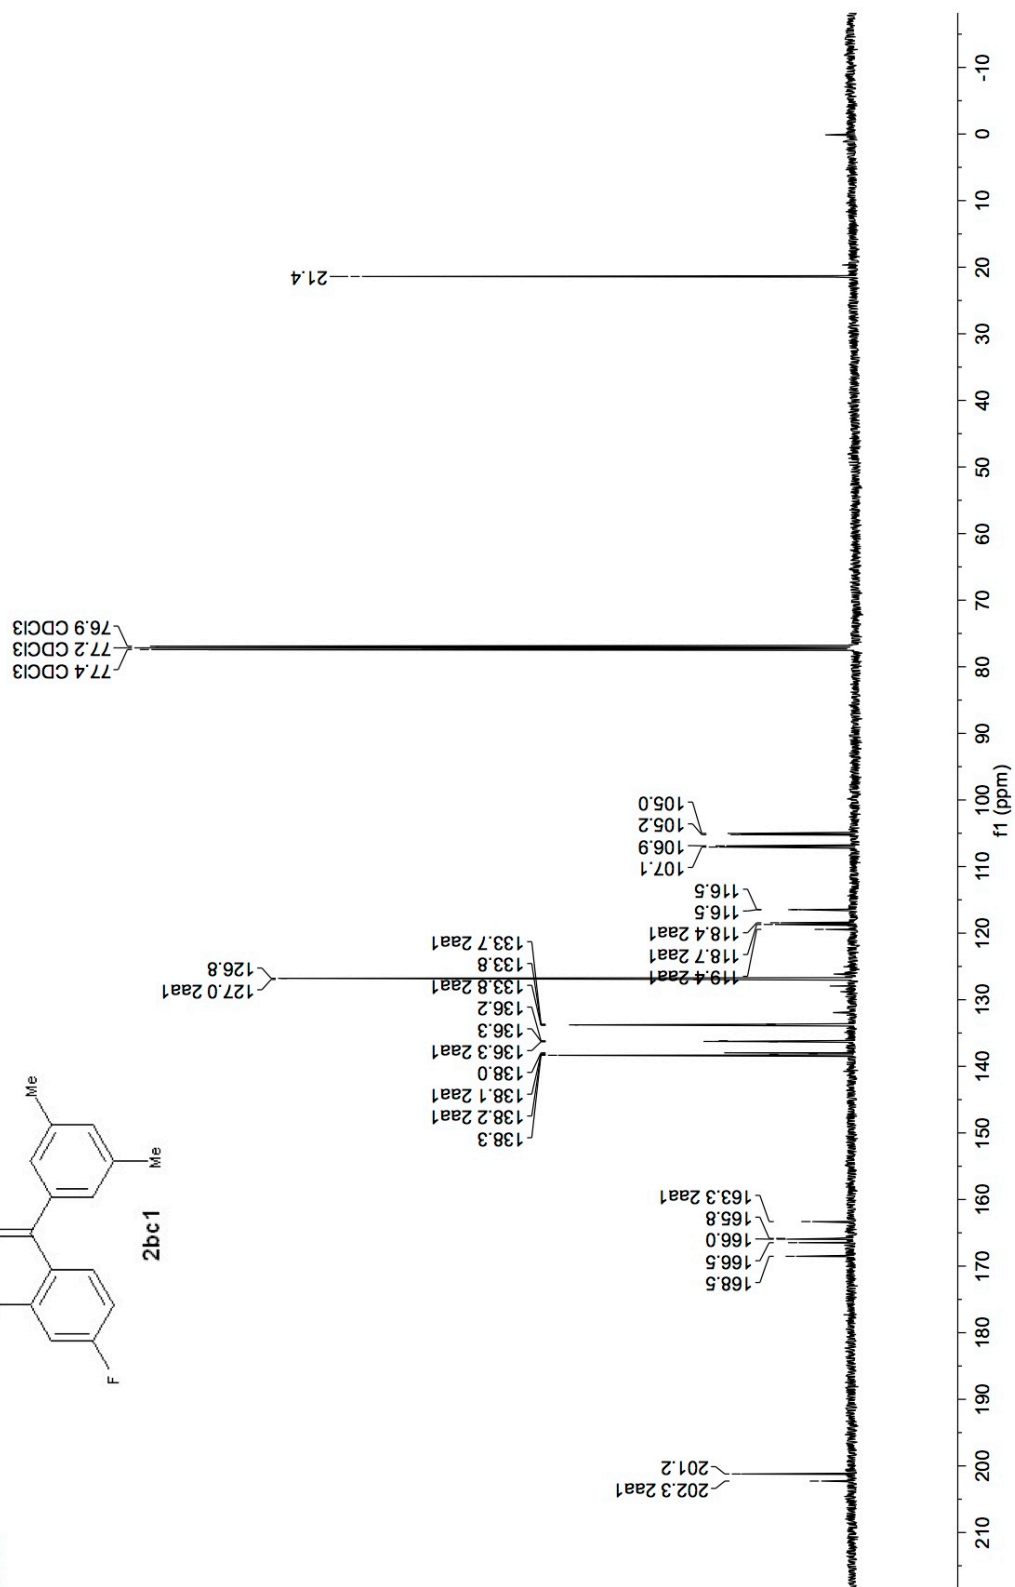 21.4
76.9 CDCl3
77.2 CDCl3
77.4 CDCl3
105.0
105.2
106.9
107.1
116.5
116.5
118.4 2aa1
118.7 2aa1
119.4 2aa1
126.8
127.0 2aa1
133.7 2aa1
133.8
133.8 2aa1
136.2
136.3
136.3 2aa1
138.0
138.1 2aa1
138.2 2aa1
138.3
163.3 2aa1
165.8
166.0
166.5
168.5
201.2
202.3 2aa1
Me
Me
F
2bc1
-10
0
10
20
30
40
50
60
70
80
90
100
110
120
130
140
150
160
170
180
190
200
210
f1 (ppm)